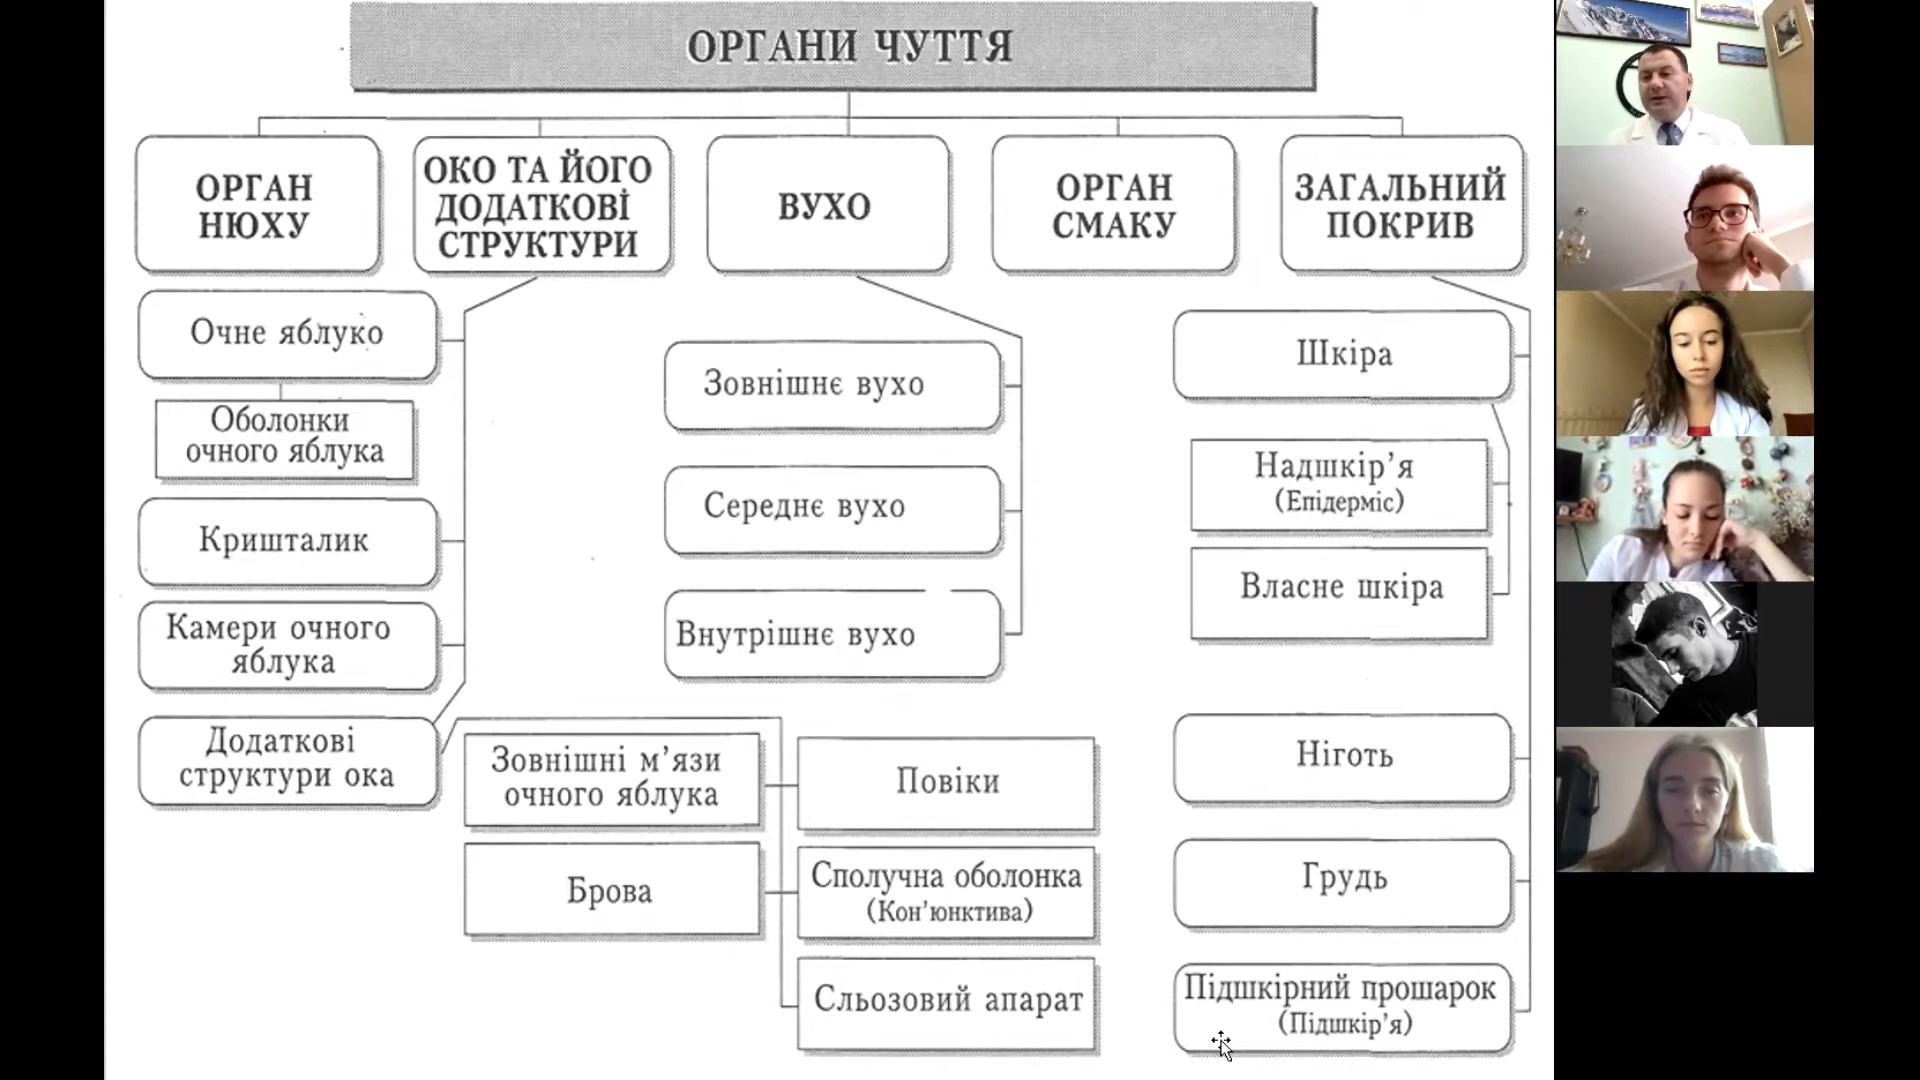 ОРГАНИ ЧУТТЯ
ОРГАН
НЮХУ
ОКО ТА ЙОГО
ДОДАТКОВІ
СТРУКТУРИ
ВУХО
ОРГАН
СМАКУ
ЗАГАЛЬНИЙ
ПОКРИВ
Очне яблуко
Оболонки
очного яблука
Кришталик
Камери очного
яблука
Додаткові
структури ока
Зовнішні м’язи
очного яблука
Брова
Повіки
Сполучна оболонка
(Кон’юнктива)
Сльозовий апарат
Зовнішнє вухо
Середнє вухо
Внутрішнє вухо
Шкіра
Надшкір’я
(Епідерміс)
Власне шкіра
Ніготь
Грудь
Підшкірний прошарок
(Підшкір’я)